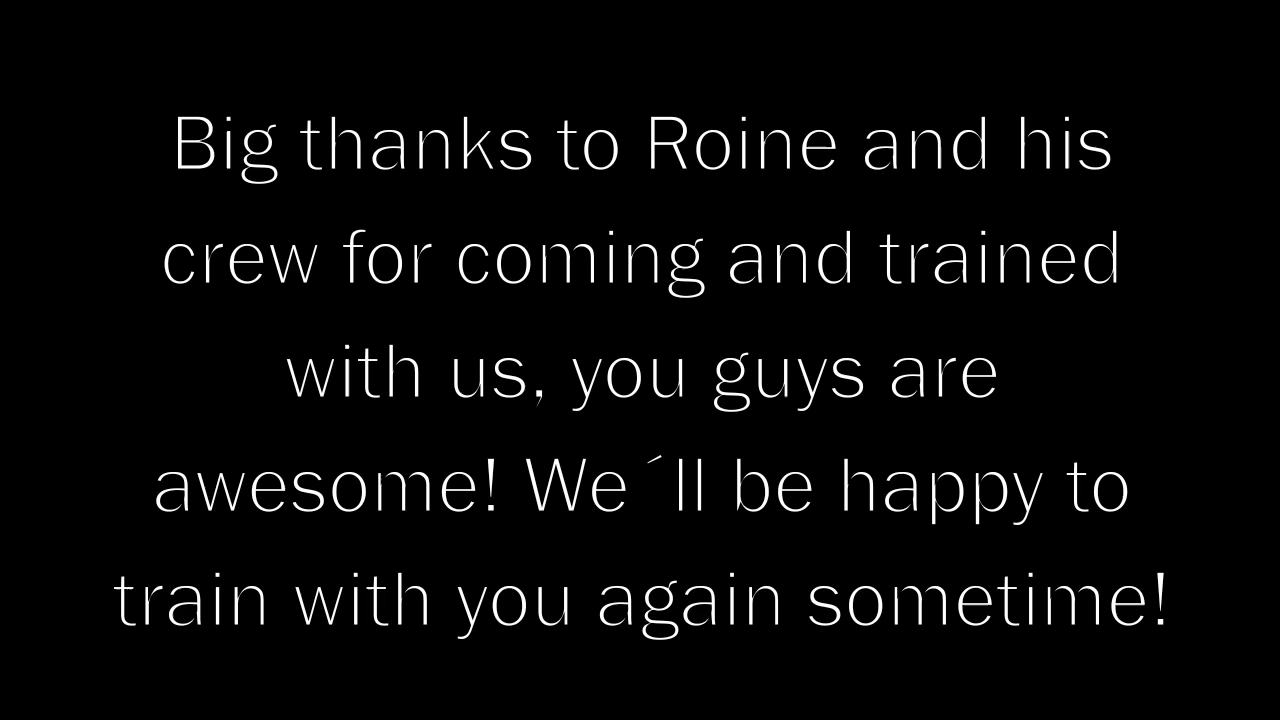 Big thanks to Roine and his
crew for coming and trained
with us, you guys are
awesome! We´ll be happy to
train with you again sometime!